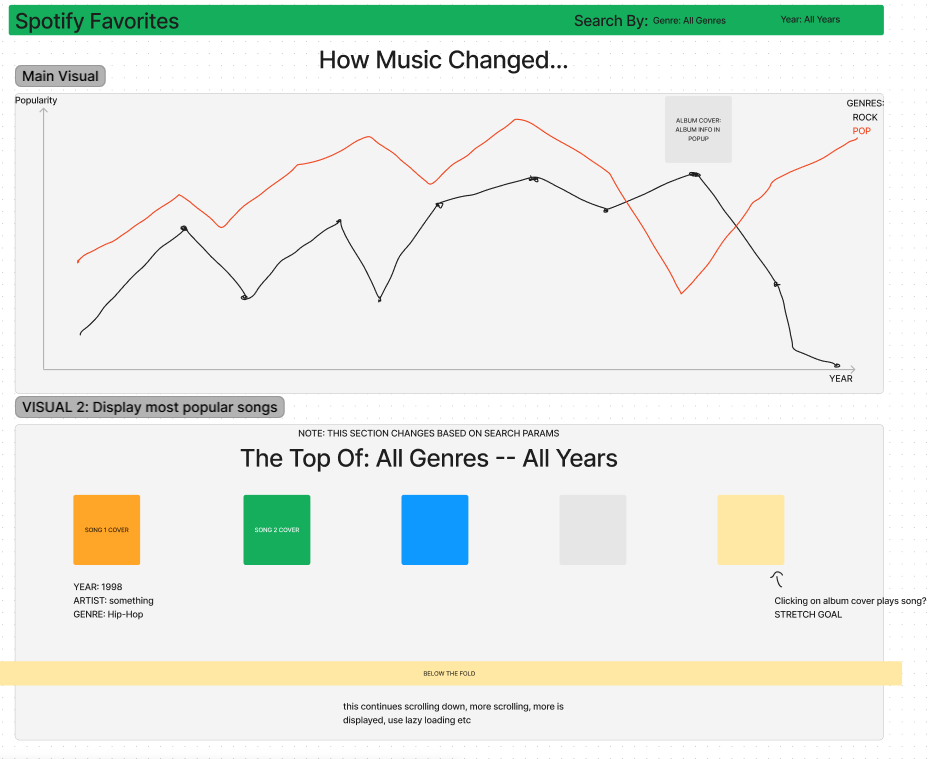 Spotify Favorites
Search By: Genre: All Genres
Year: All Years
How Music Changed...
Main Visual
Popularity
ALBUM COVER:
ALBUM INFO IN
POPUP
GENRES:
ROCK
POP
YEAR
VISUAL 2: Display most popular songs
NOTE: THIS SECTION CHANGES BASED ON SEARCH PARAMS
The Top Of: All Genres -- All Years
SONG 1 COVER
SONG 2 COVER
YEAR: 1998
ARTIST: something
GENRE: Hip-Hop
Clicking on album cover plays song?
STRETCH GOAL
BELOW THE FOLD
this continues scrolling down, more scrolling, more is
displayed, use lazy loading etc